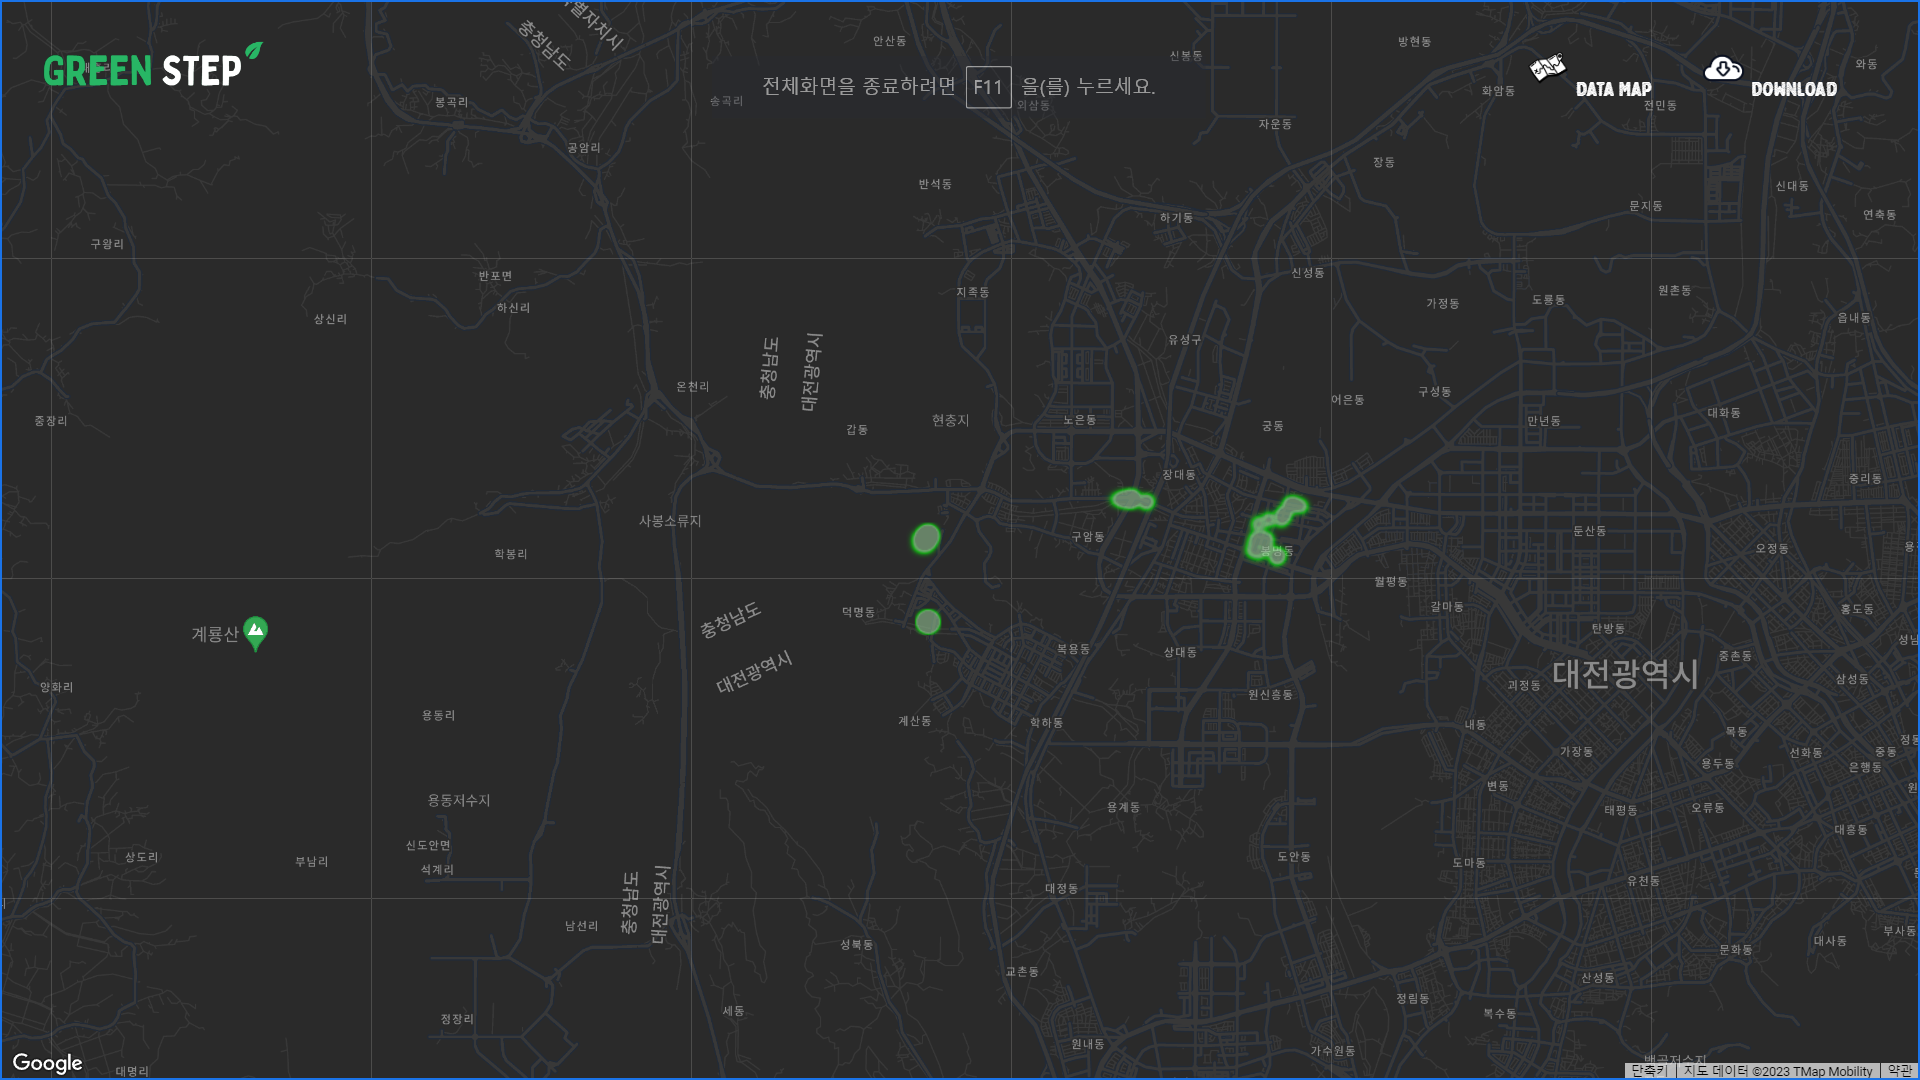 충청남도
안산동
신봉동
방현동
GREEN STEP
와동
전체화면을 종료하려면 F11 을(를) 누르세요.
DATA MAP
DOWNLOAD
봉곡리
송곡리
외삼동
화암동
전민동
자운동
공암리
장동
반석동
신대동
하기동
문지동
연축동
구왕리
반포면
신성동
하신리
지족동
가정동
도룡동
원촌동
상신리
읍내동
충청남도
대전광역시
유성구
온천리
어은동
구성동
중장리
갑동
현충지
노은동
궁동
만년동
대화동
장대동
중리동
사봉소류지
학봉리
구암동
봉명동
둔산동
오정동
월평동
갈마동
덕명동
충청남도
홍도동
계룡산
탄방동
복용동
상대동
대전광역시
중촌동
대전광역시
양화리
괴정동
삼성동
용동리
계산동
학하동
원신흥동
내동
목동
가장동
선화동
중동
용두동
은행동
변동
용동저수지
용계동
태평동
오류동
대흥동
신도안면
상도리
부남리
석계리
도안동
도마동
유천동
충청남도
대전광역시
대정동
남선리
성북동
문화동
대사동
부사동
교촌동
산성동
정림동
정장리
세동
복수동
원내동
가수원동
Google
대명리
단축키
지도 데이터 ©2023 TMap Mobility
약관